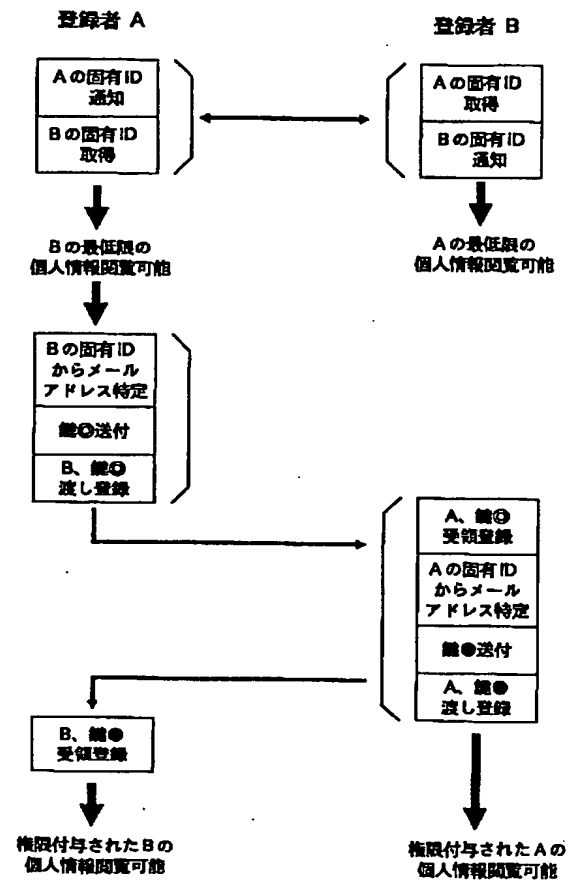 登録者 A
Aの固有ID
通知
Bの固有ID
取得
Bの最低限の
個人情報閲覧可能
Bの固有ID
からメール
アドレス特定
鍵◎送付
B、鍵◎
渡し登録
B、鍵●
受領登録
権限付与されたBの
個人情報閲覧可能
登録者 B
Aの固有ID
取得
Bの固有ID
通知
Aの最低限の
個人情報閲覧可能
A、鍵◎
受領登録
Aの固有ID
からメール
アドレス特定
鍵●送付
A、鍵●
渡し登録
権限付与されたAの
個人情報閲覧可能